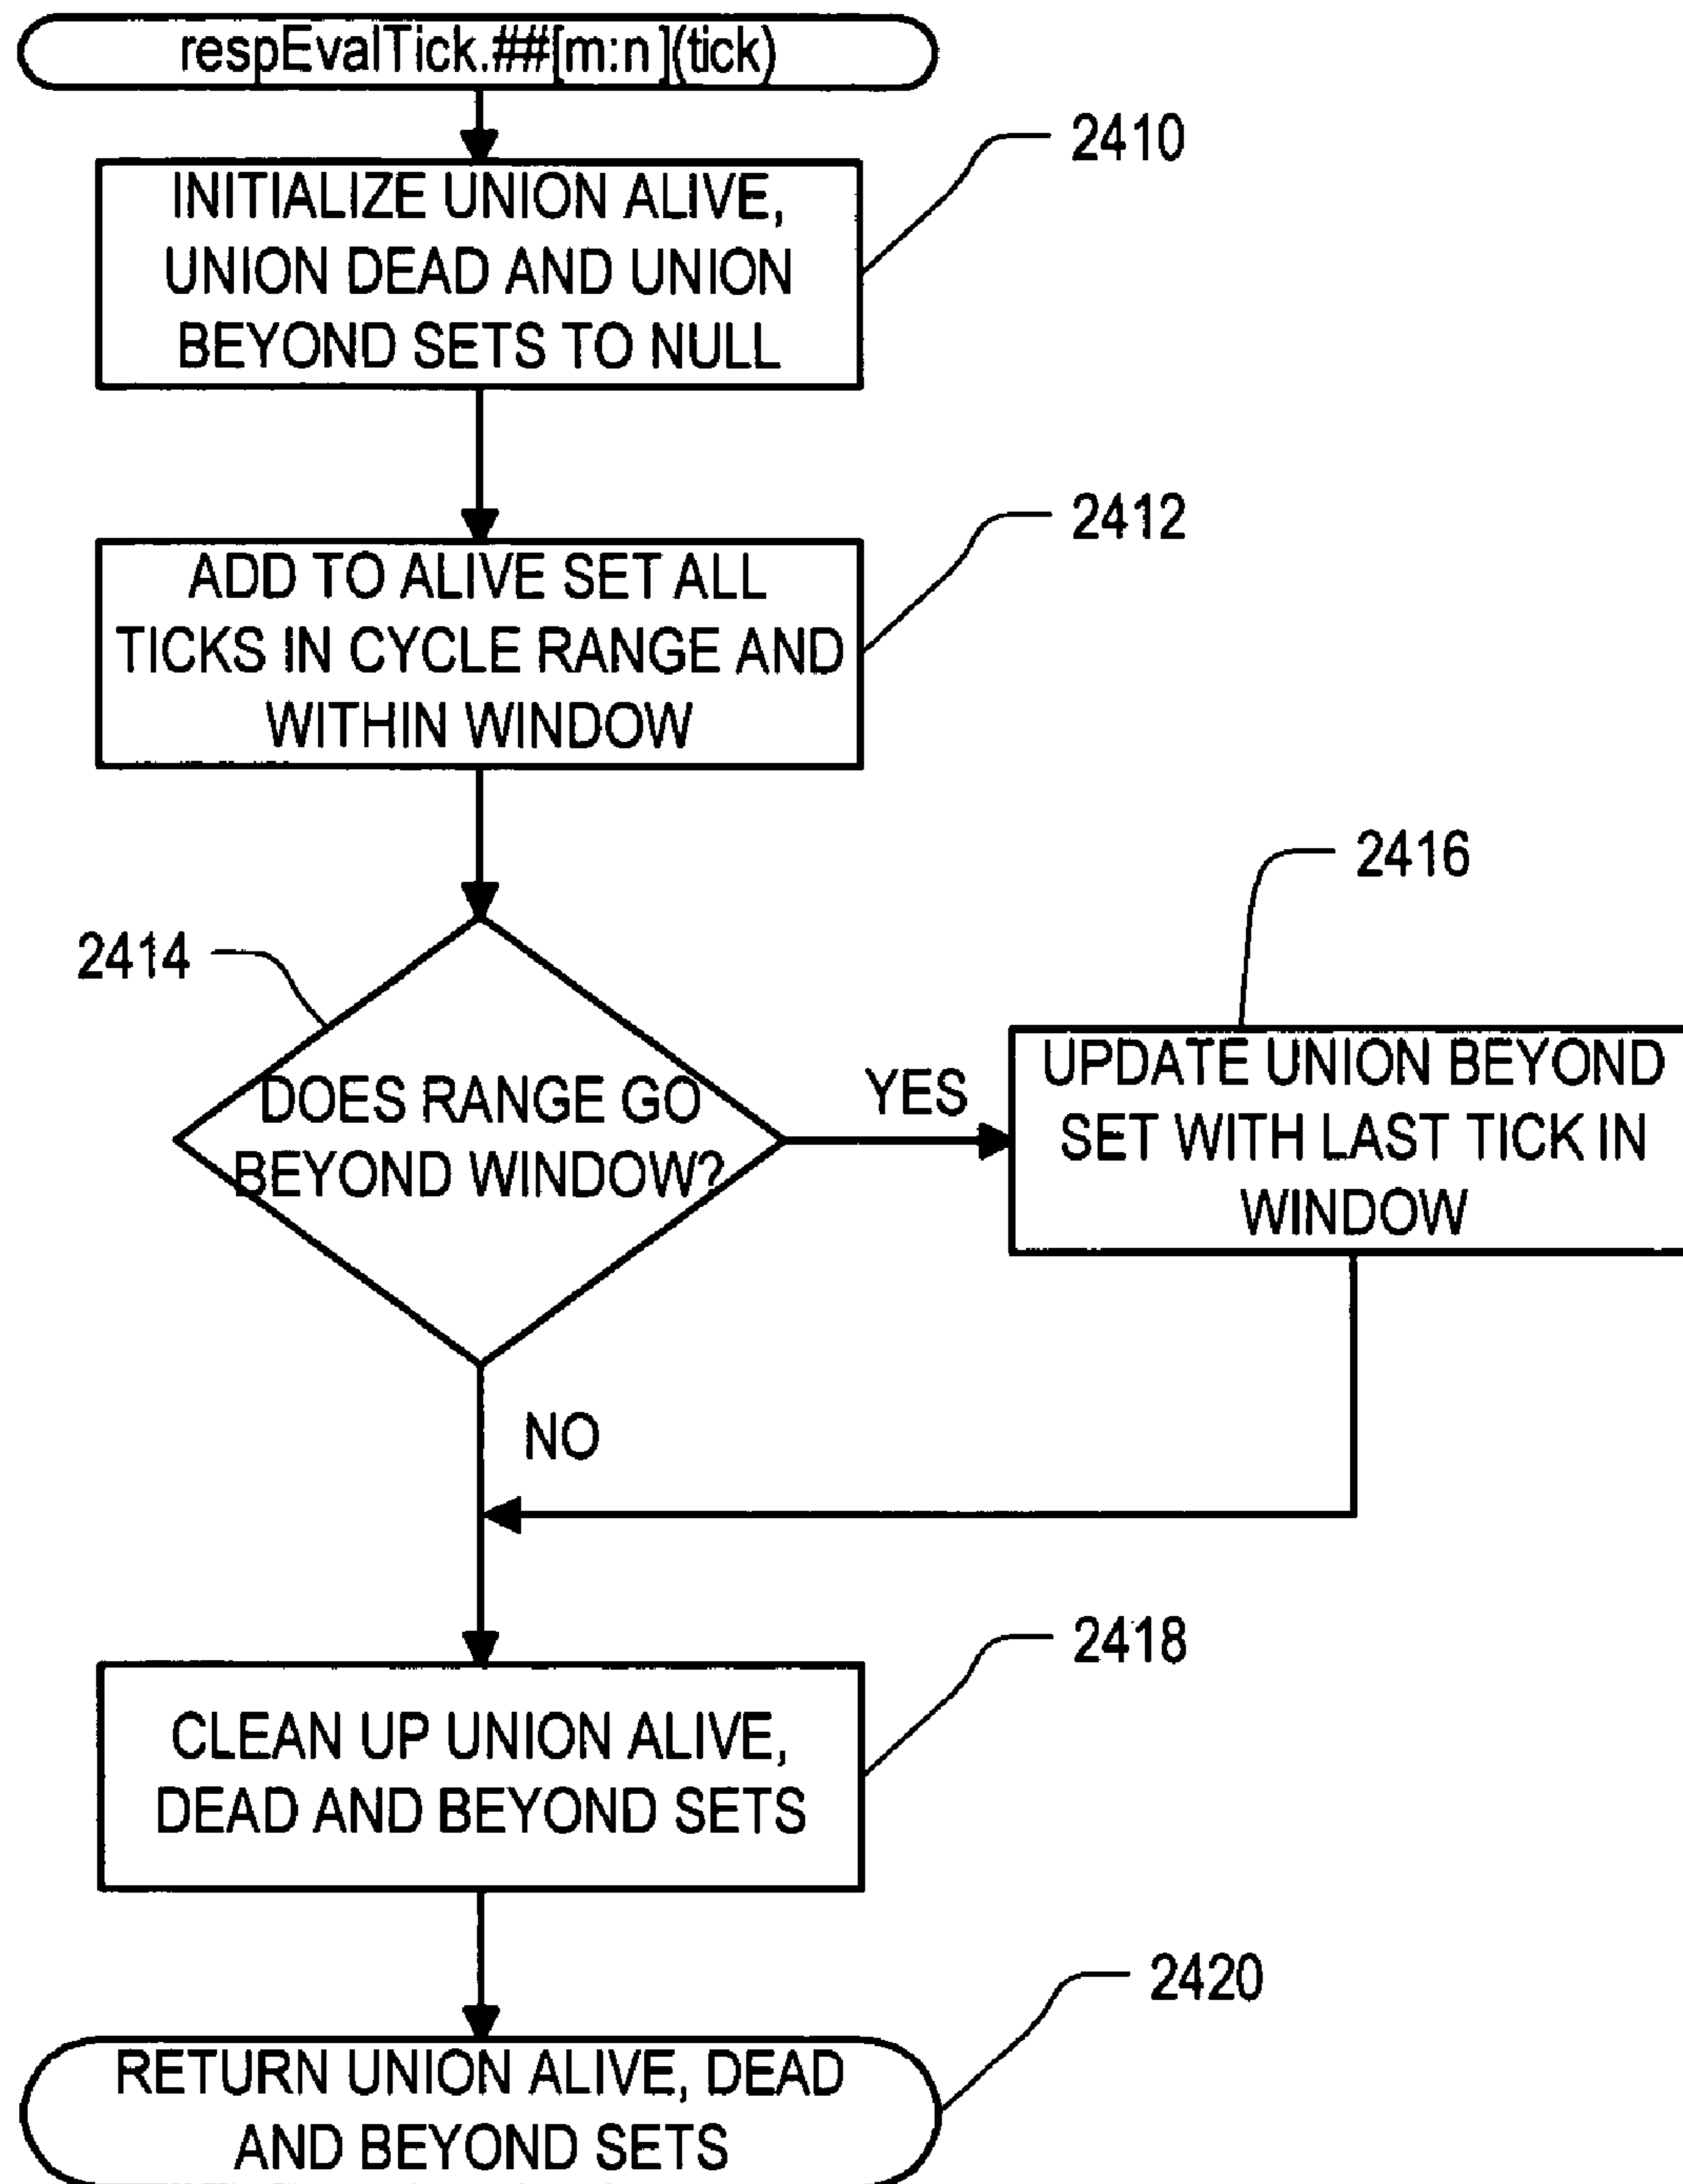 respEvalTick.##[m:n](tick)
2410
INITIALIZE UNION ALIVE,
UNION DEAD AND UNION
BEYOND SETS TO NULL
2412
ADD TO ALIVE SET ALL
TICKS IN CYCLE RANGE AND
WITHIN WINDOW
2414
DOES RANGE GO
BEYOND WINDOW?
YES
2416
UPDATE UNION BEYOND
SET WITH LAST TICK IN
WINDOW
NO
2418
CLEAN UP UNION ALIVE,
DEAD AND BEYOND SETS
2420
RETURN UNION ALIVE, DEAD
AND BEYOND SETS